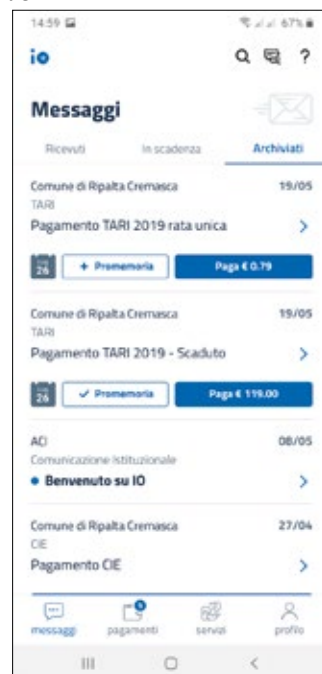 14:59 67%
io ?
Messaggi
Ricevuti In scadenza Archiviati
Comune di Ripalta Cremasca 19/05
TARI
Pagamento TARI 2019 rata unica
26 + Promemoria Paga € 0.79
Comune di Ripalta Cremasca 19/05
TARI
Pagamento TARI 2019 - Scaduto
26 ✓ Promemoria Paga € 119.00
ACI 08/05
Comunicazione Istituzionale
Benvenuto su IO
Comune di Ripalta Cremasca 27/04
CIE
Pagamento CIE
messaggi pagamenti servizi profilo